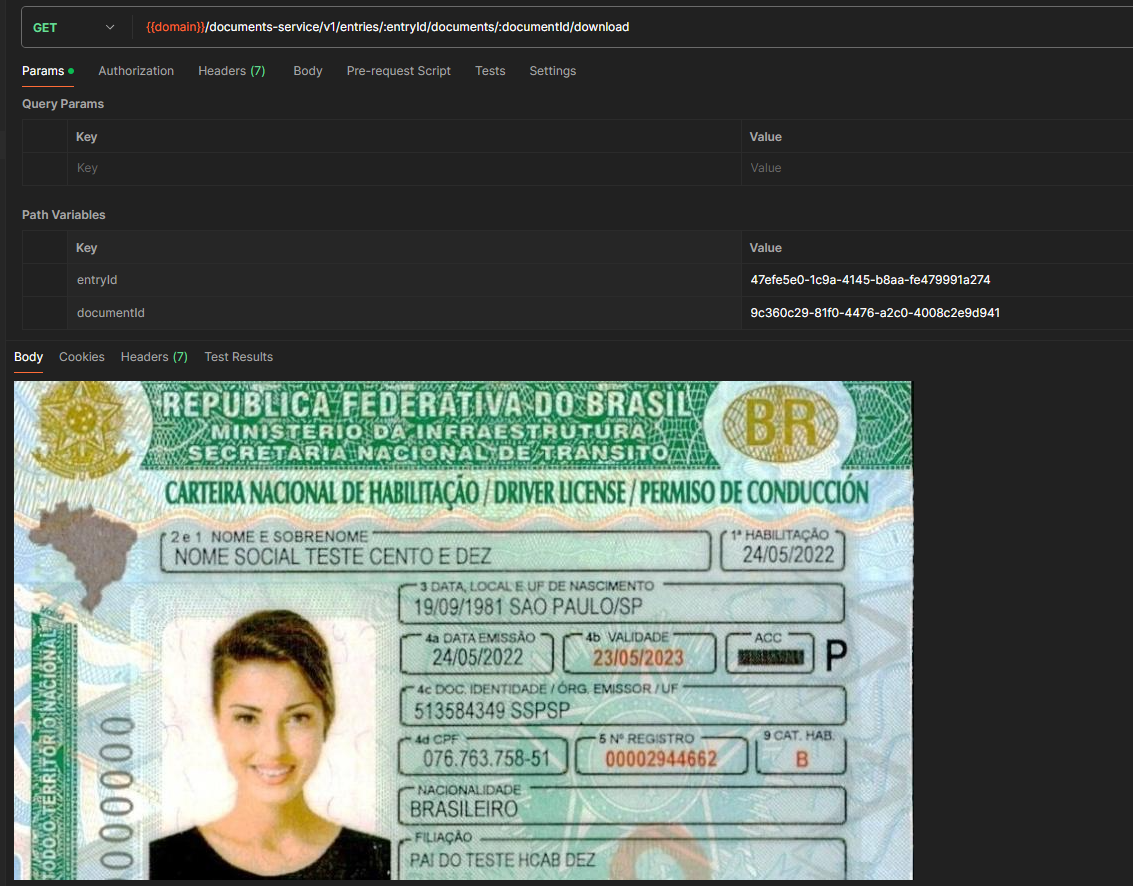 GET
{{domain}}/documents-service/v1/entries/:entryId/documents/:documentId/download
Params Authorization Headers (7) Body Pre-request Script Tests Settings
Query Params
Key Value
Key Value
Path Variables
Key Value
entryId 47efe5e0-1c9a-4145-b8aa-fe479991a274
documentId 9c360c29-81f0-4476-a2c0-4008c2e9d941
Body Cookies Headers (7) Test Results
REPÚBLICA FEDERATIVA DO BRASIL
MINISTÉRIO DA INFRAESTRUTURA
SECRETARIA NACIONAL DE TRÂNSITO
BR
CARTEIRA NACIONAL DE HABILITAÇÃO / DRIVER LICENSE / PERMISO DE CONDUCCIÓN
2 e 1 NOME E SOBRENOME
NOME SOCIAL TESTE CENTO E DEZ
1ª HABILITAÇÃO
24/05/2022
3 DATA, LOCAL E UF DE NASCIMENTO
19/09/1981 SAO PAULO/SP
4a DATA EMISSÃO
24/05/2022
4b VALIDADE
23/05/2023
ACC
P
4c DOC. IDENTIDADE / ÓRG. EMISSOR / UF
513584349 SSPSP
4d CPF
076.763.758-51
5 Nº REGISTRO
00002944662
9 CAT. HAB.
B
NACIONALIDADE
BRASILEIRO
FILIAÇÃO
PAI DO TESTE HCAB DEZ
TODO O TERRITÓRIO NACIONAL